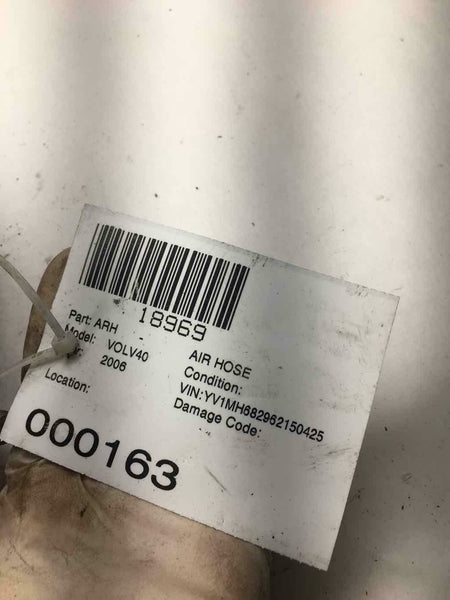 18969
Part: ARH - AIR HOSE
Model: VOLV40 Condition:
2006 VIN:YV1MH682962150425
Location: Damage Code:
000163